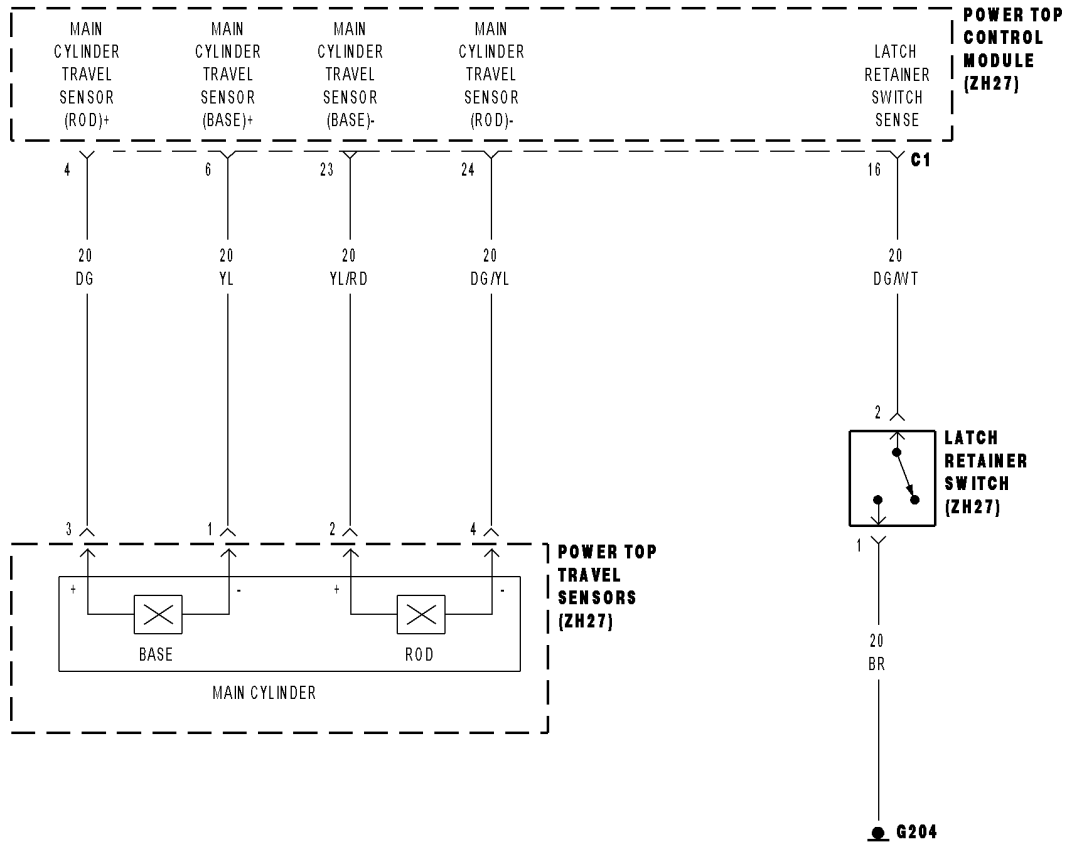 MAIN
CYLINDER
TRAVEL
SENSOR
(ROD)+
MAIN
CYLINDER
TRAVEL
SENSOR
(BASE)+
MAIN
CYLINDER
TRAVEL
SENSOR
(BASE)-
MAIN
CYLINDER
TRAVEL
SENSOR
(ROD)-
LATCH
RETAINER
SWITCH
SENSE
POWER TOP
CONTROL
MODULE
(ZH27)
4
6
23
24
16
C1
20
DG
20
YL
20
YL/RD
20
DG/YL
20
DG/WT
2
LATCH
RETAINER
SWITCH
(ZH27)
1
3
1
2
4
POWER TOP
TRAVEL
SENSORS
(ZH27)
+
-
+
-
BASE
ROD
MAIN CYLINDER
20
BR
G204